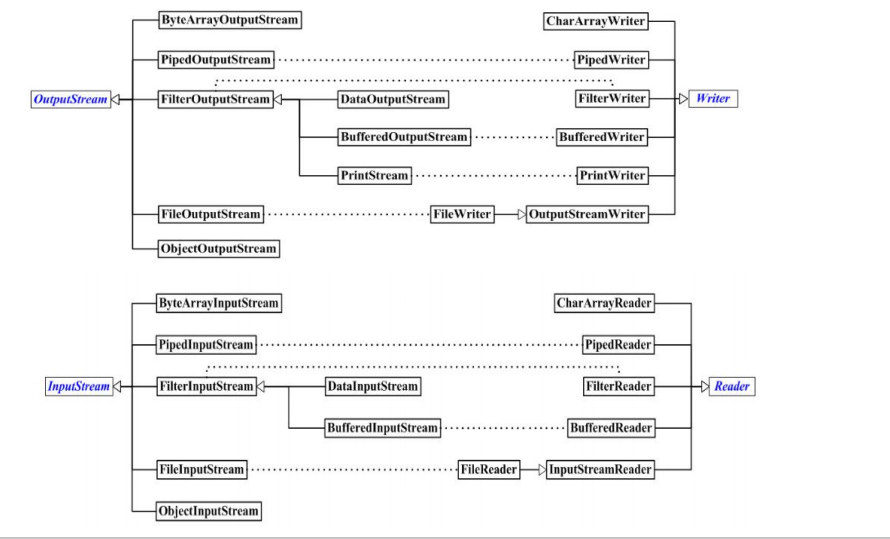 ByteArrayOutputStream CharArrayWriter
PipedOutputStream PipedWriter
OutputStream FilterOutputStream DataOutputStream FilterWriter Writer
BufferedOutputStream BufferedWriter
PrintStream PrintWriter
FileOutputStream FileWriter OutputStreamWriter
ObjectOutputStream
ByteArrayInputStream CharArrayReader
PipedInputStream PipedReader
InputStream FilterInputStream DataInputStream FilterReader Reader
BufferedInputStream BufferedReader
FileInputStream FileReader InputStreamReader
ObjectInputStream